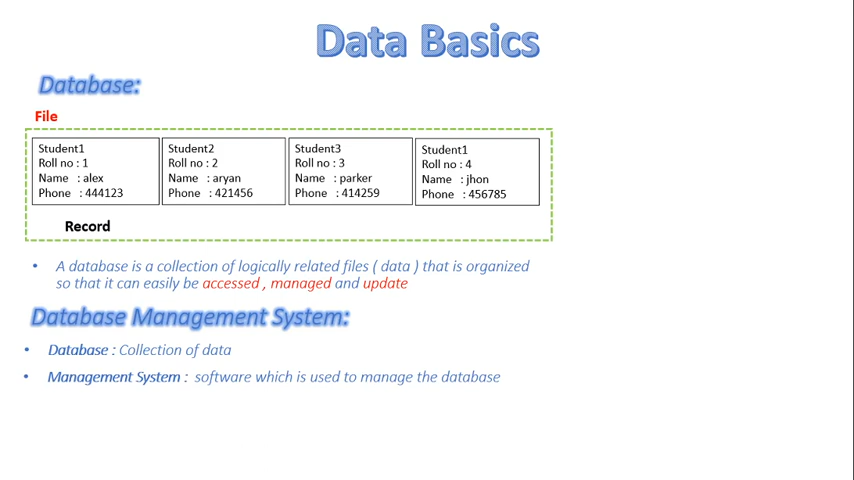 Data Basics
Database:
File
Student1
Roll no : 1
Name : alex
Phone : 444123
Student2
Roll no : 2
Name : aryan
Phone : 421456
Student3
Roll no : 3
Name : parker
Phone : 414259
Student1
Roll no : 4
Name : jhon
Phone : 456785
Record
• A database is a collection of logically related files ( data ) that is organized
so that it can easily be accessed , managed and update
Database Management System:
• Database : Collection of data
• Management System : software which is used to manage the database